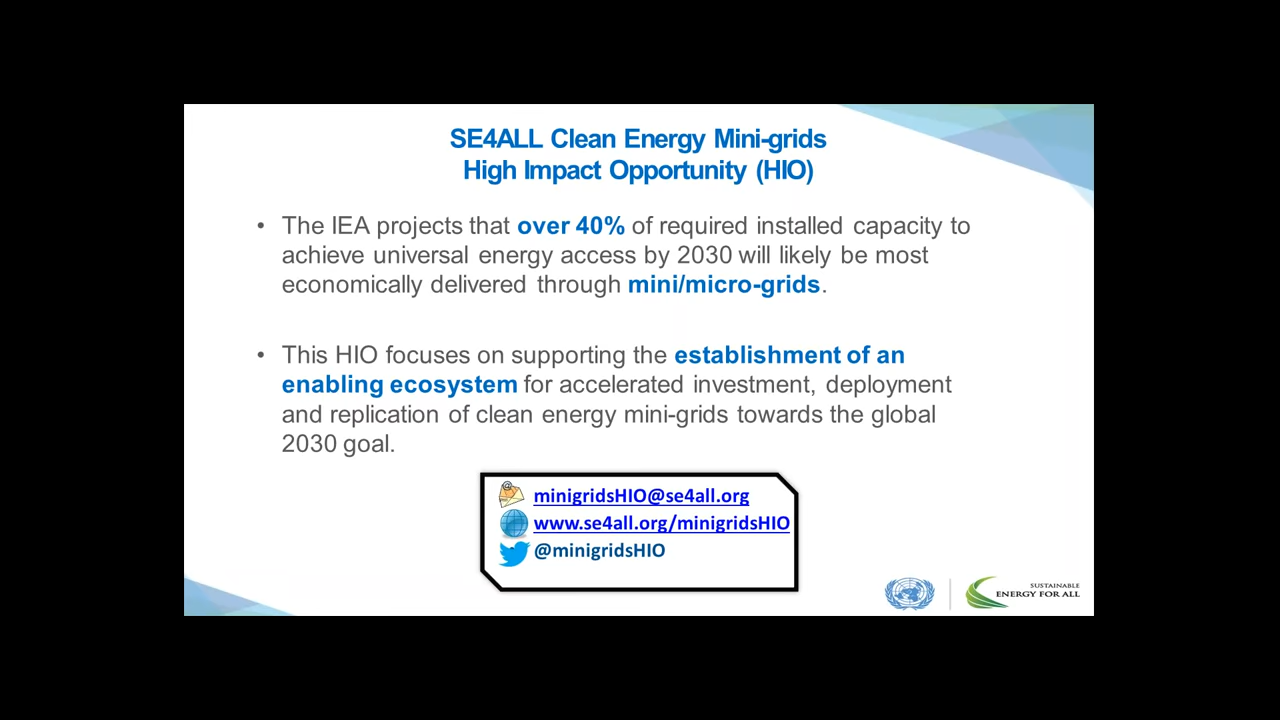 SE4ALL Clean Energy Mini-grids
High Impact Opportunity (HIO)
• The IEA projects that over 40% of required installed capacity to
achieve universal energy access by 2030 will likely be most
economically delivered through mini/micro-grids.
• This HIO focuses on supporting the establishment of an
enabling ecosystem for accelerated investment, deployment
and replication of clean energy mini-grids towards the global
2030 goal.
minigridsHIO@se4all.org
www.se4all.org/minigridsHIO
@minigridsHIO
SUSTAINABLE
ENERGY FOR ALL